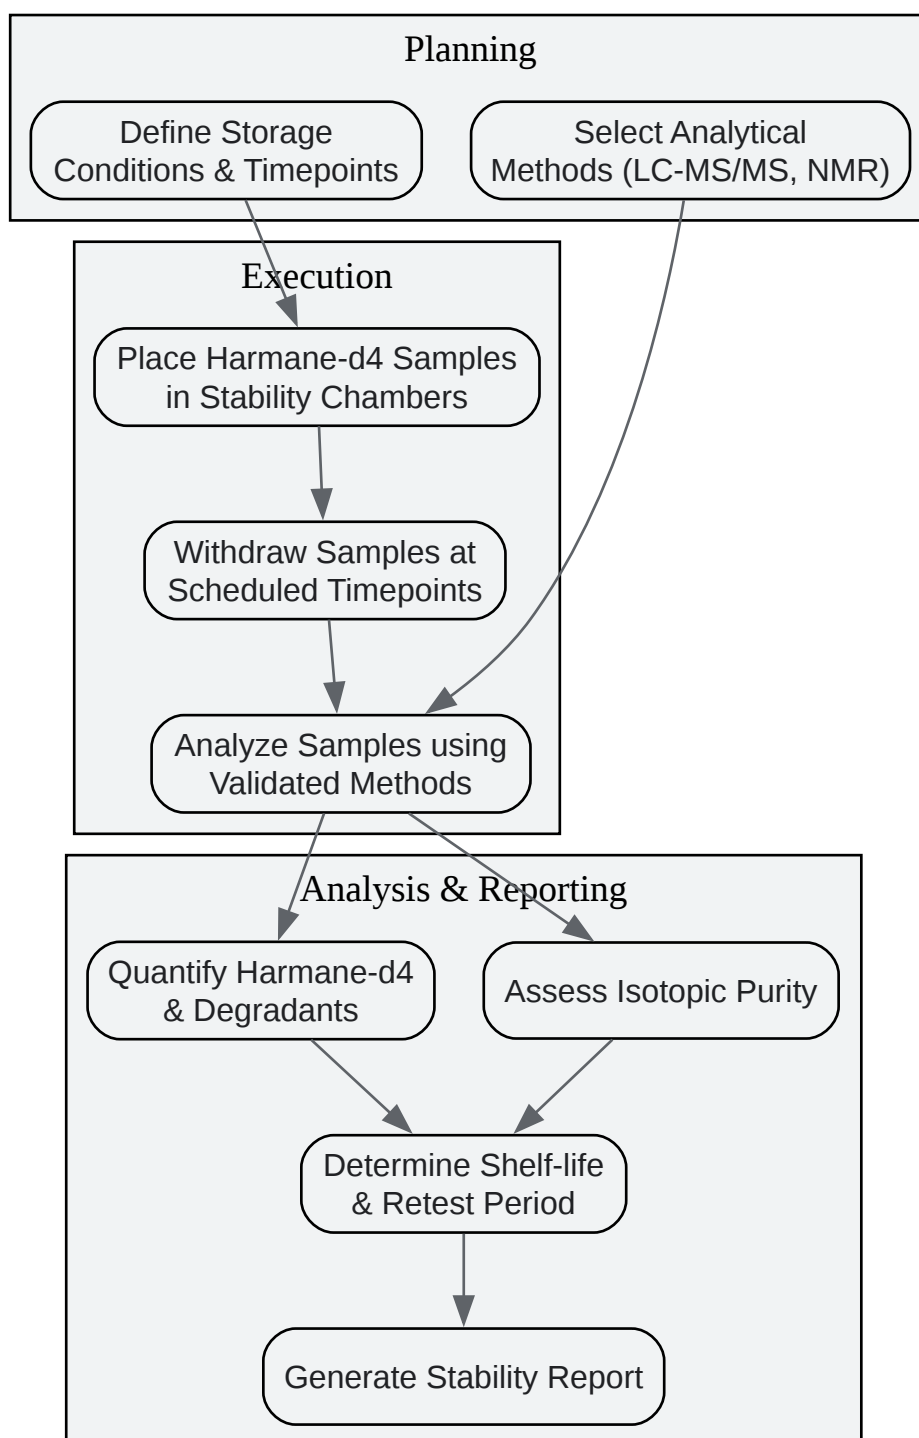 Planning
Define Storage
Conditions & Timepoints
Select Analytical
Methods (LC-MS/MS, NMR)
Execution
Place Harmane-d4 Samples
in Stability Chambers
Withdraw Samples at
Scheduled Timepoints
Analyze Samples using
Validated Methods
Analysis & Reporting
Quantify Harmane-d4
& Degradants
Assess Isotopic Purity
Determine Shelf-life
& Retest Period
Generate Stability Report